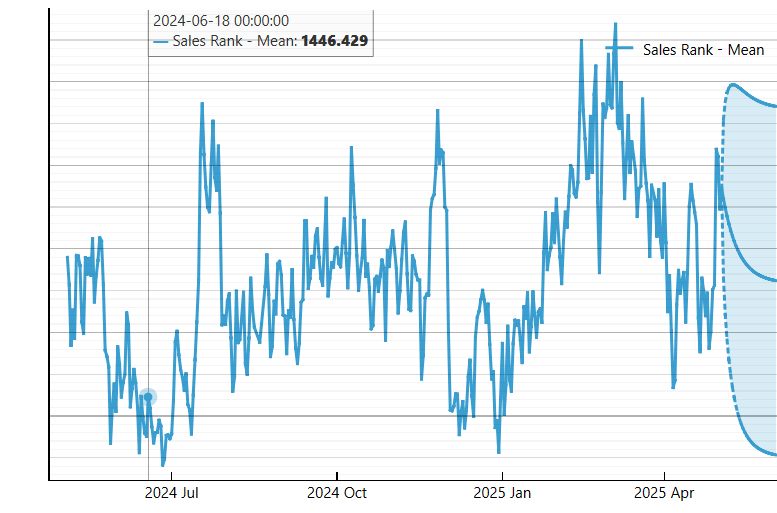 2024-06-18 00:00:00
Sales Rank - Mean: 1446.429
Sales Rank - Mean
2024 Jul
2024 Oct
2025 Jan
2025 Apr